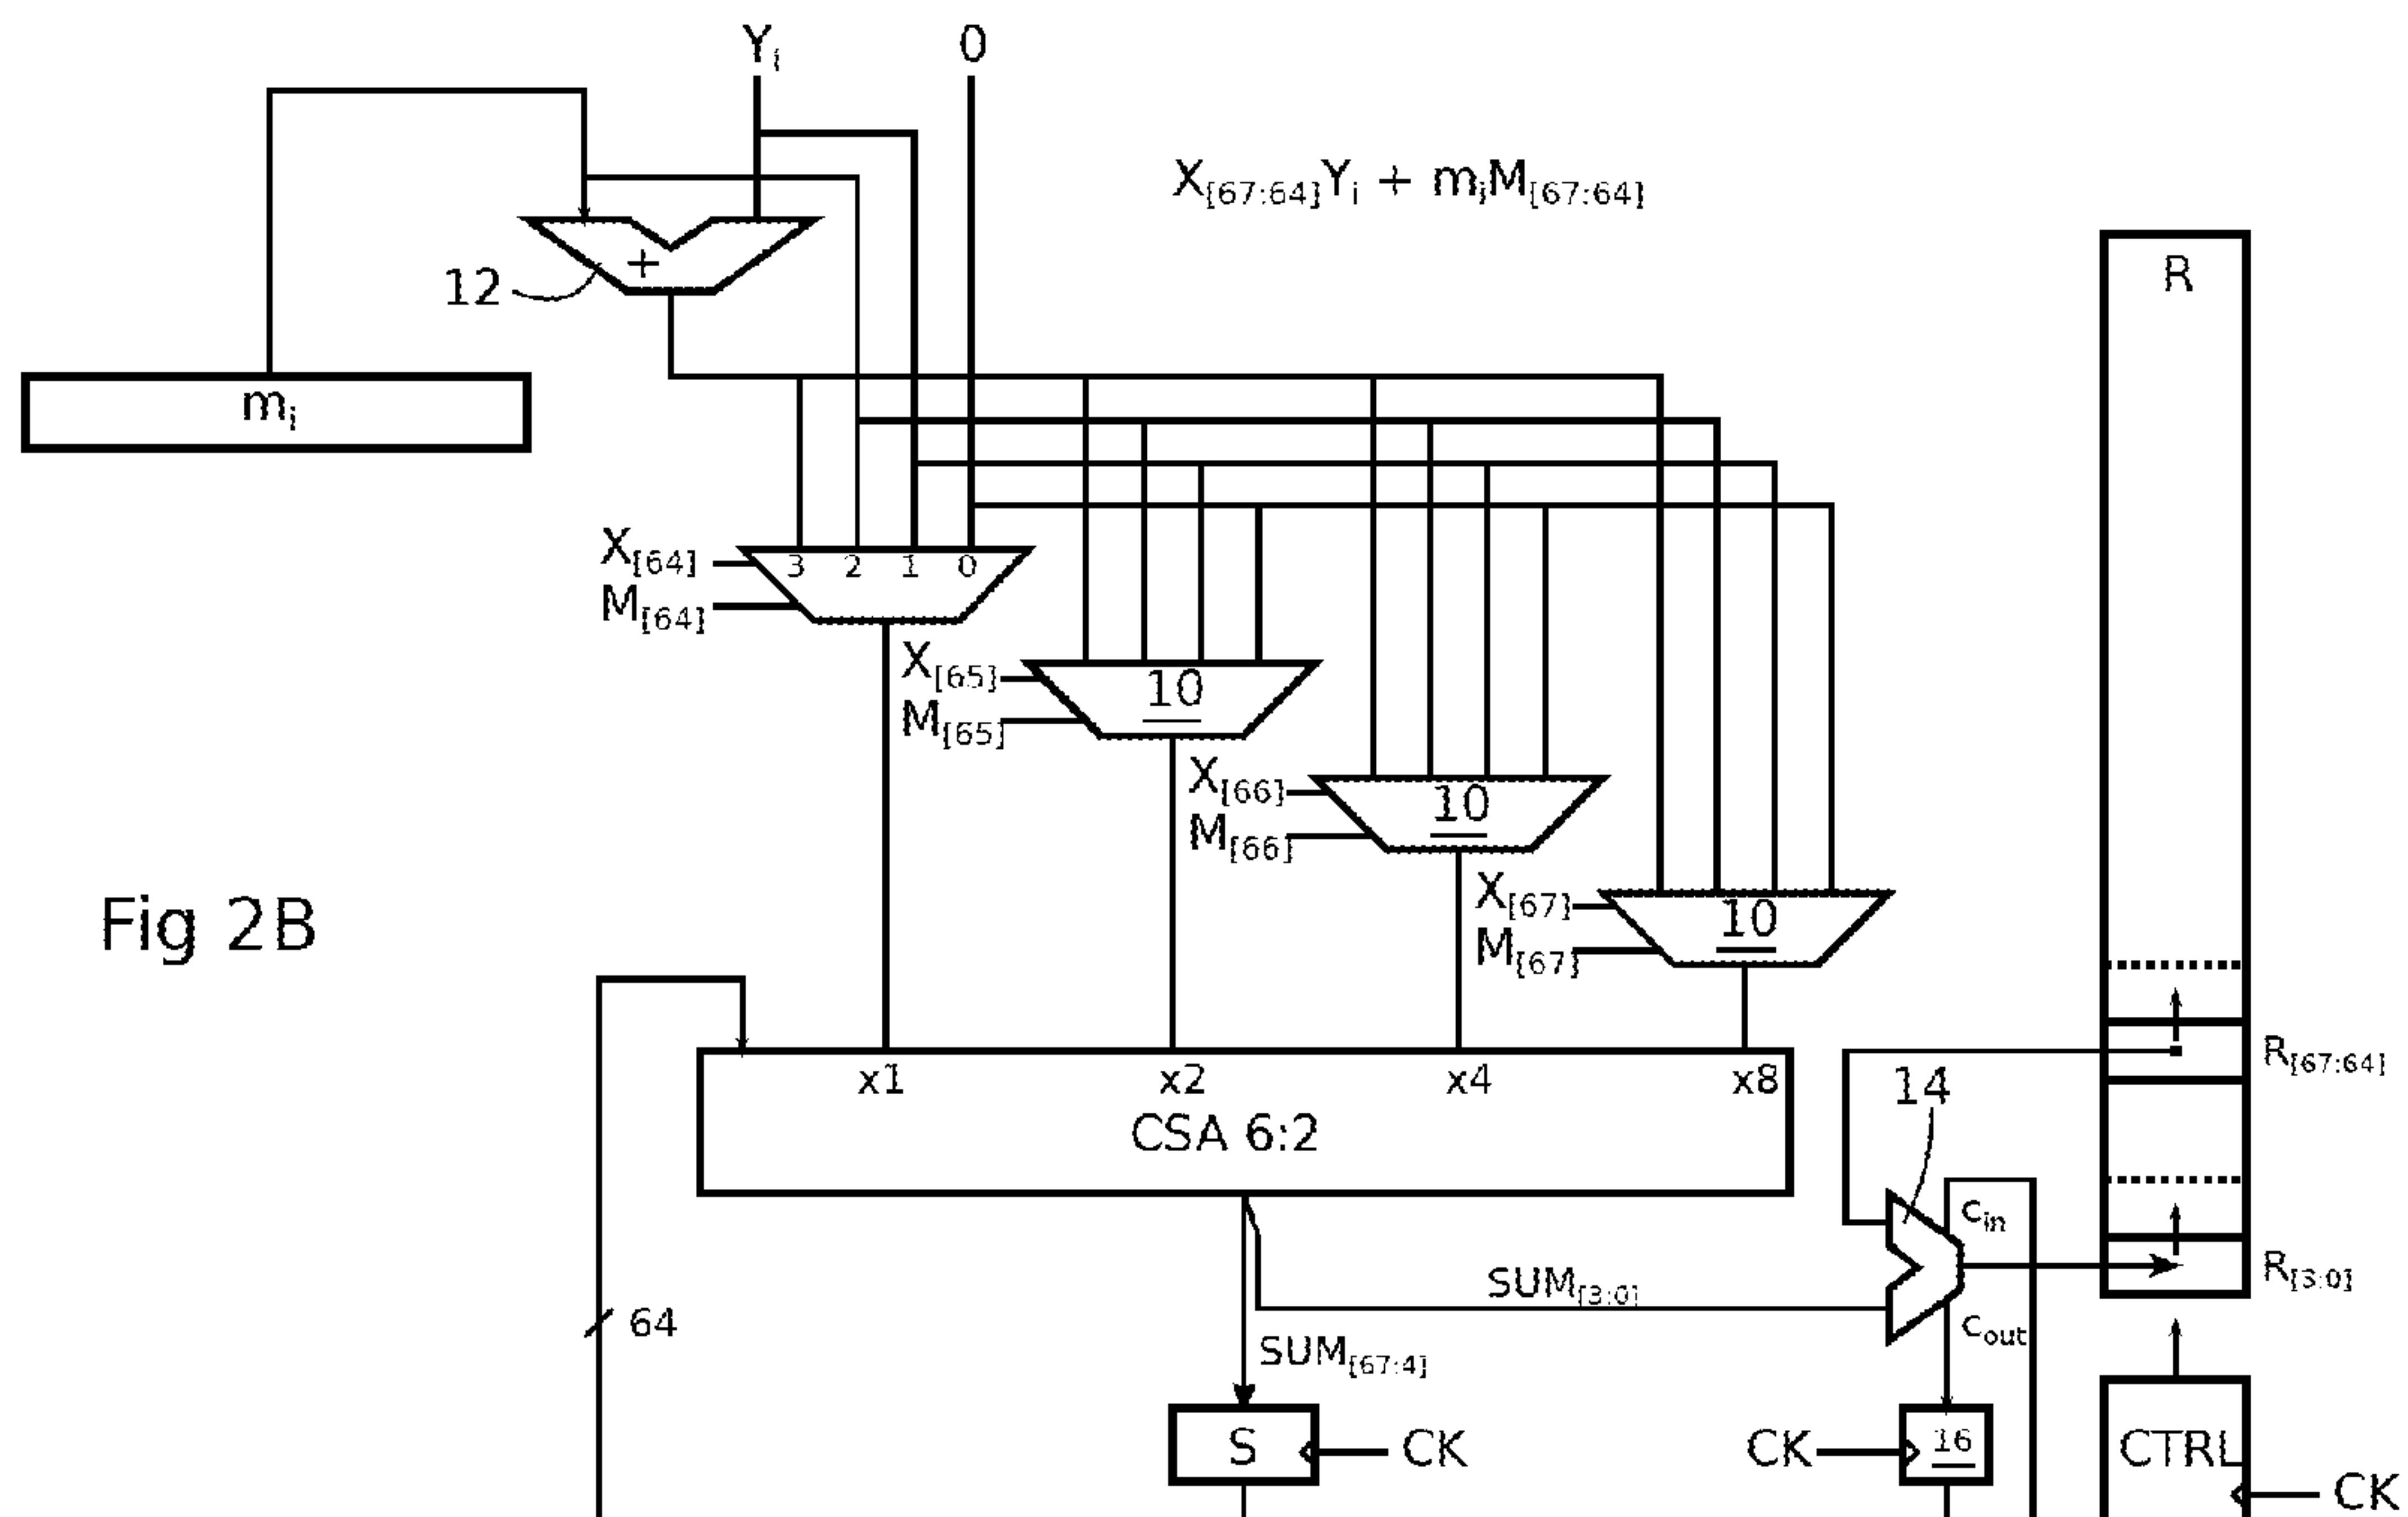 Yi 0
X[67:64]Yi + miM[67:64]
R
+
12
mi
3 2 1 0
X[64]
M[64]
X[65]
M[65]
10
X[66]
M[66]
10
X[67]
M[67]
10
Fig 2B
x1 x2 x4 x8
CSA 6:2
R[67:64]
14
cin
SUM[3:0]
R[3:0]
64
cout
SUM[67:4]
S CK
CK 16
CTRL
CK